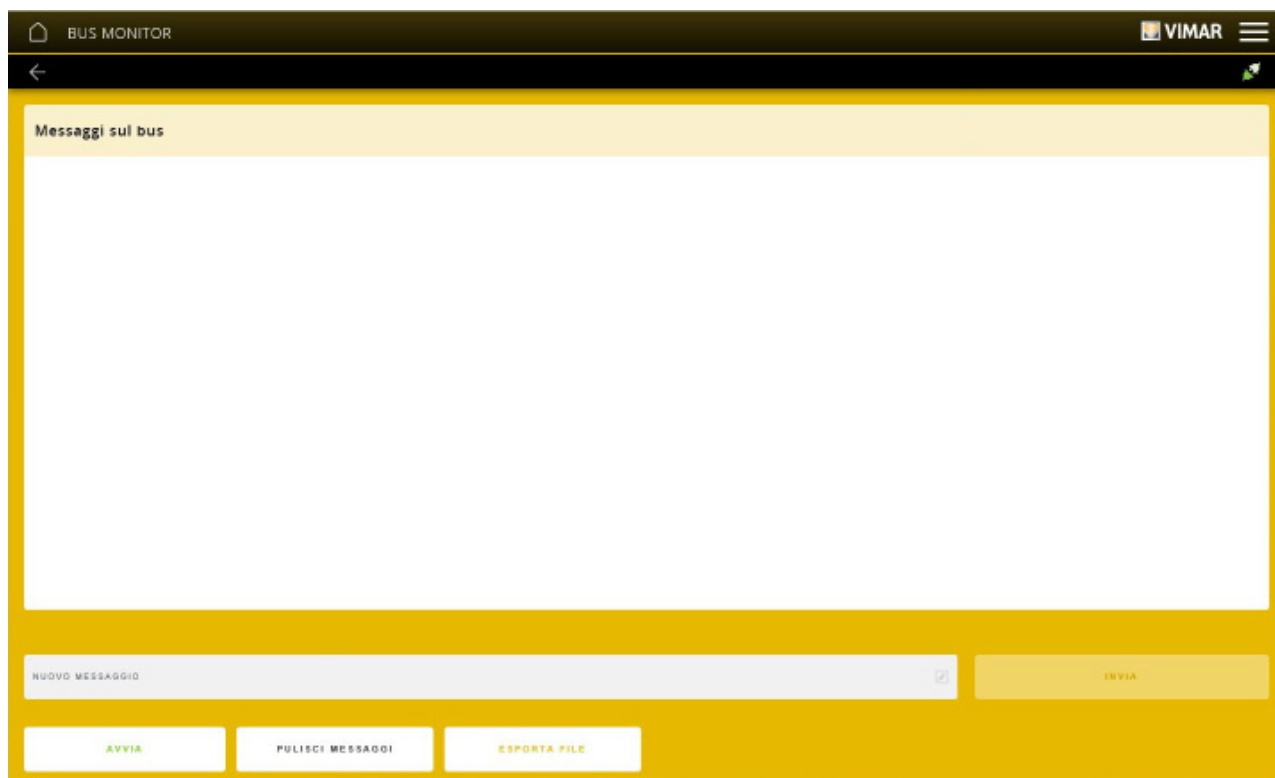 BUS MONITOR
VIMAR
Messaggi sul bus
NUOVO MESSAGGIO
INVIA
AVVIA
PULISCI MESSAGGI
ESPORTA FILE